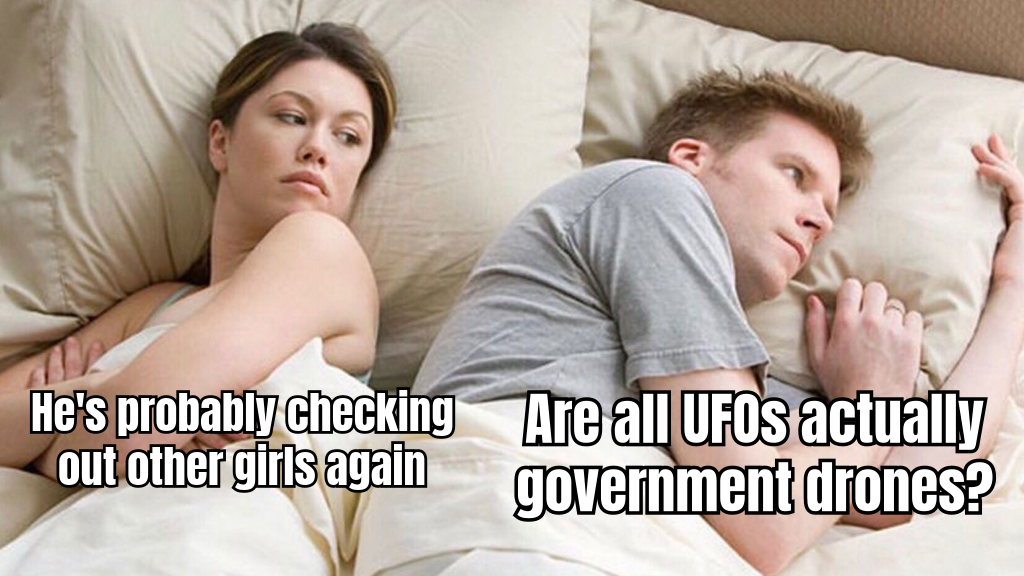 He's probably checking
out other girls again
Are all UFOs actually
government drones?